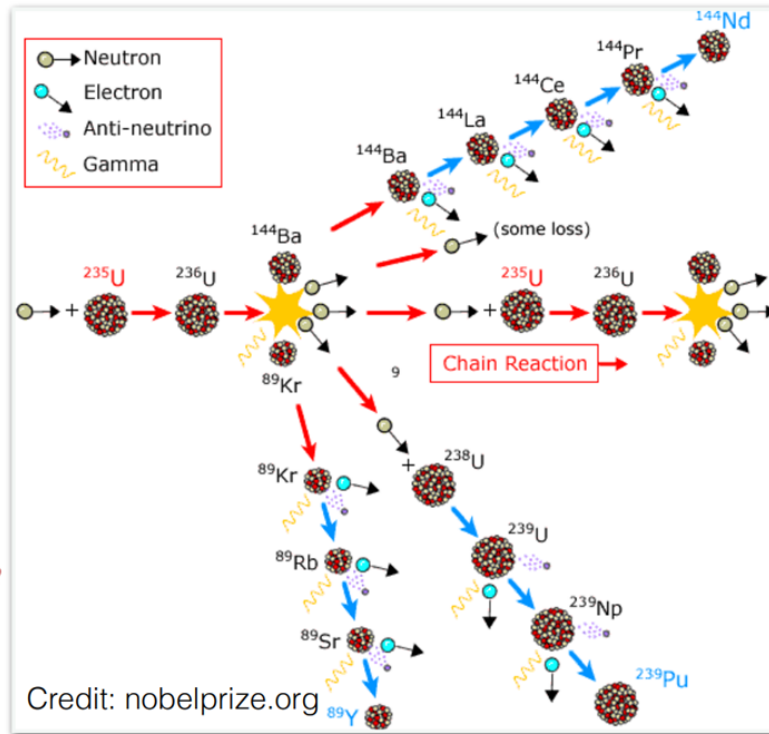 Neutron
Electron
Anti-neutrino
Gamma
¹⁴⁴Nd
¹⁴⁴Pr
¹⁴⁴Ce
¹⁴⁴La
¹⁴⁴Ba
(some loss)
¹⁴⁴Ba
²³⁵U
²³⁶U
+
²³⁵U
²³⁶U
+
⁸⁹Kr
9
Chain Reaction
⁸⁹Kr
+
²³⁸U
⁸⁹Rb
²³⁹U
⁸⁹Sr
²³⁹Np
⁸⁹Y
²³⁹Pu
Credit: nobelprize.org